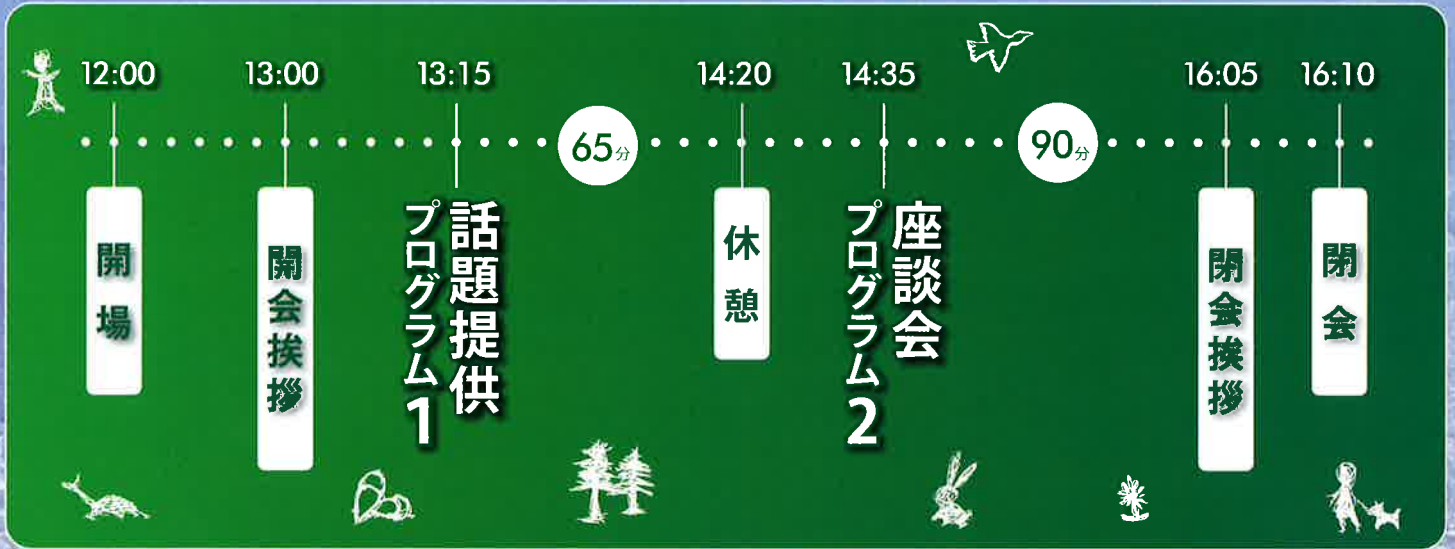 12:00
開場
13:00
開会挨拶
13:15
プログラム1
話題提供
65分
14:20
休憩
14:35
プログラム2
座談会
90分
16:05
閉会挨拶
16:10
閉会